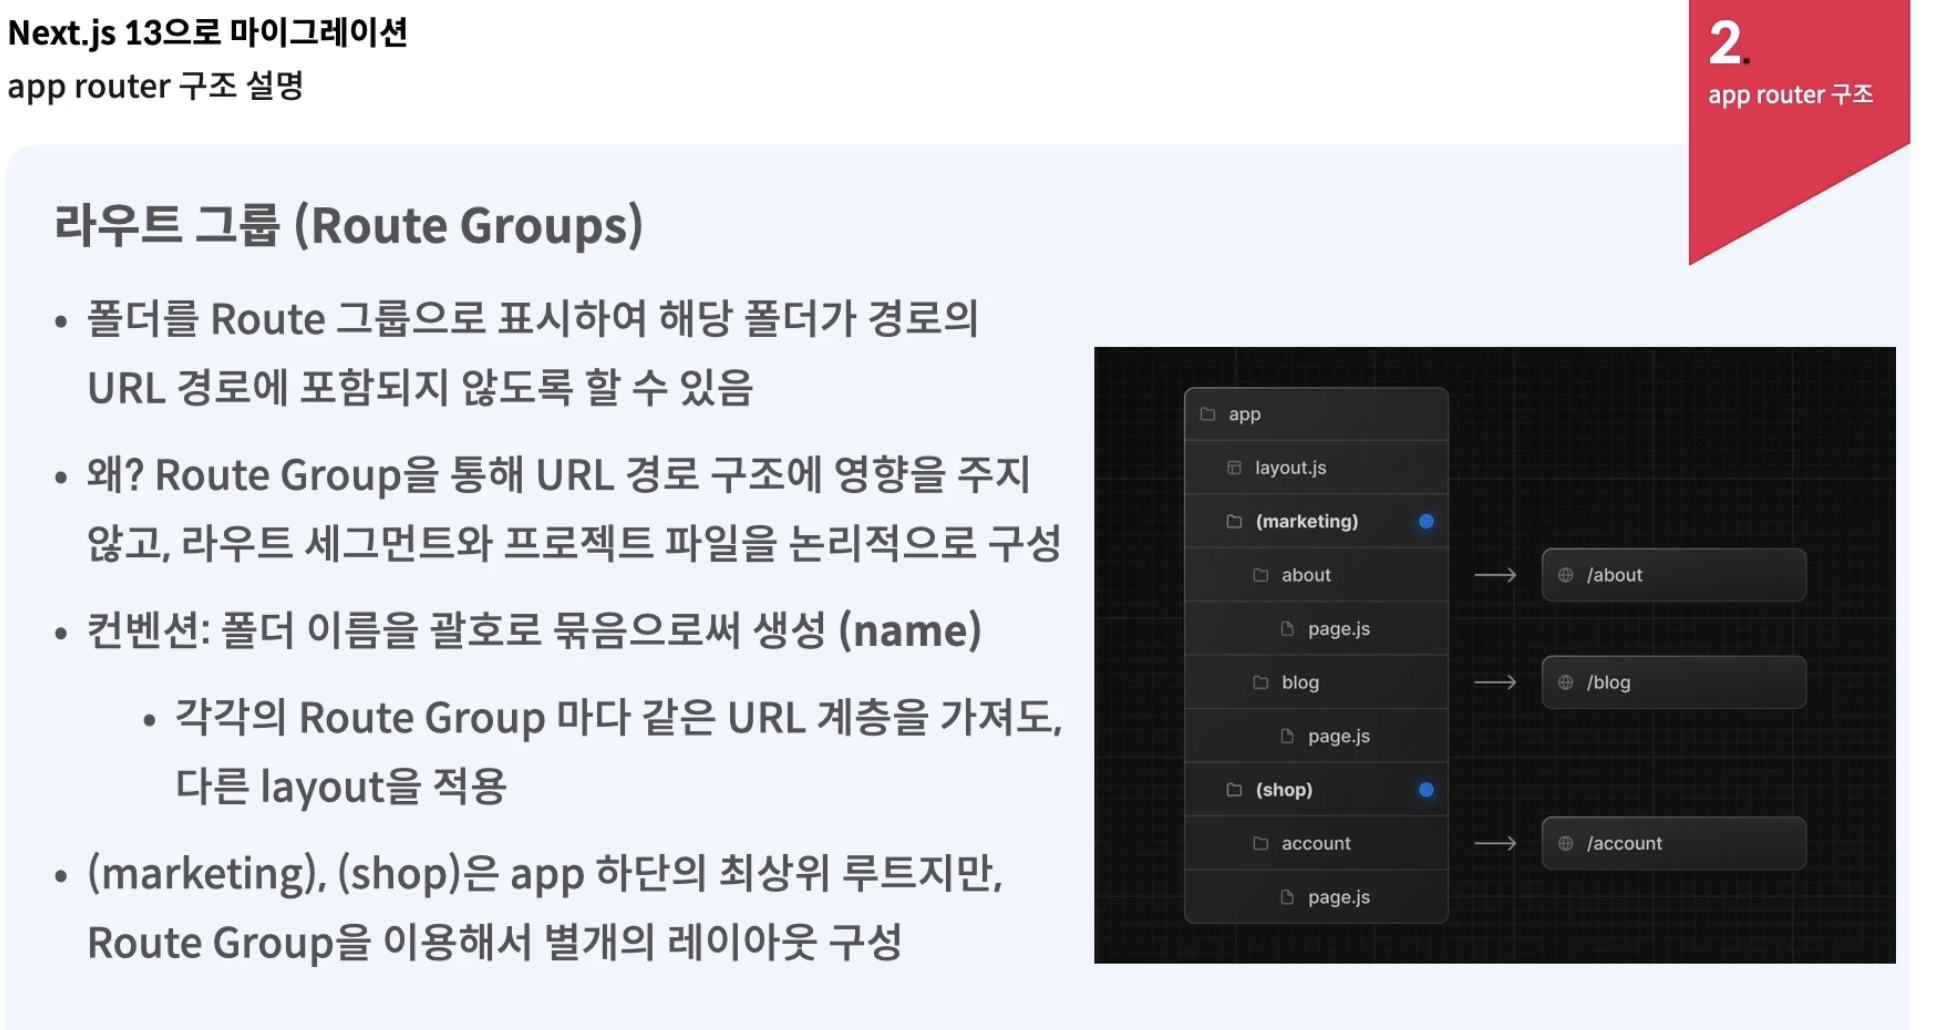 Next.js 13으로 마이그레이션
app router 구조 설명
2.
app router 구조
라우트 그룹 (Route Groups)
• 폴더를 Route 그룹으로 표시하여 해당 폴더가 경로의
URL 경로에 포함되지 않도록 할 수 있음
• 왜? Route Group을 통해 URL 경로 구조에 영향을 주지
않고, 라우트 세그먼트와 프로젝트 파일을 논리적으로 구성
• 컨벤션: 폴더 이름을 괄호로 묶음으로써 생성 (name)
• 각각의 Route Group 마다 같은 URL 계층을 가져도,
다른 layout을 적용
• (marketing), (shop)은 app 하단의 최상위 루트지만,
Route Group을 이용해서 별개의 레이아웃 구성
app
layout.js
(marketing)
about
/about
page.js
blog
/blog
page.js
(shop)
account
/account
page.js